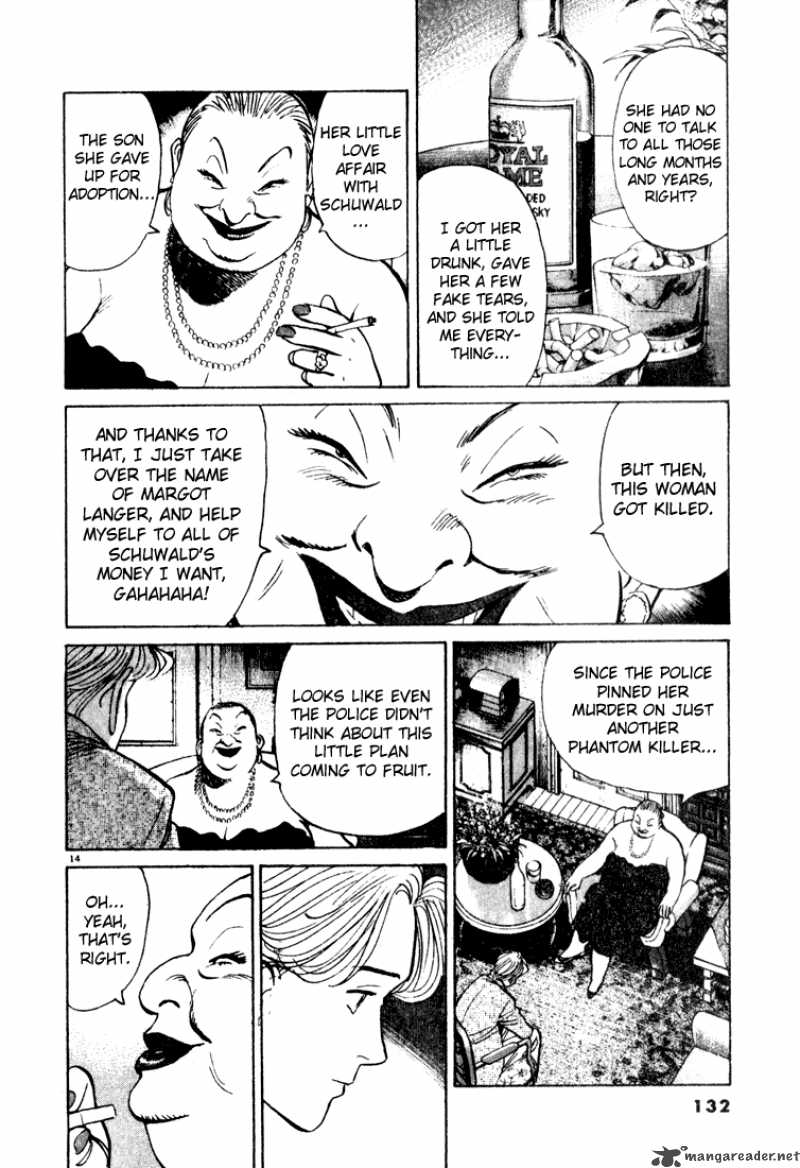 SHE HAD NO
ONE TO TALK
TO ALL THOSE
LONG MONTHS
AND YEARS,
RIGHT?
I GOT HER
A LITTLE
DRUNK, GAVE
HER A FEW
FAKE TEARS,
AND SHE TOLD
ME EVERY-
THING...
HER LITTLE
LOVE
AFFAIR
WITH
SCHUWALD
...
THE SON
SHE GAVE
UP FOR
ADOPTION...
BUT THEN,
THIS WOMAN
GOT KILLED.
AND THANKS TO
THAT, I JUST TAKE
OVER THE NAME
OF MARGOT
LANGER, AND HELP
MYSELF TO ALL OF
SCHUWALD'S
MONEY I WANT,
GAHAHAHA!
SINCE THE POLICE
PINNED HER
MURDER ON JUST
ANOTHER
PHANTOM KILLER...
LOOKS LIKE EVEN
THE POLICE DIDN'T
THINK ABOUT THIS
LITTLE PLAN
COMING TO FRUIT.
14
OH...
YEAH,
THAT'S
RIGHT.
132
mangareader.net